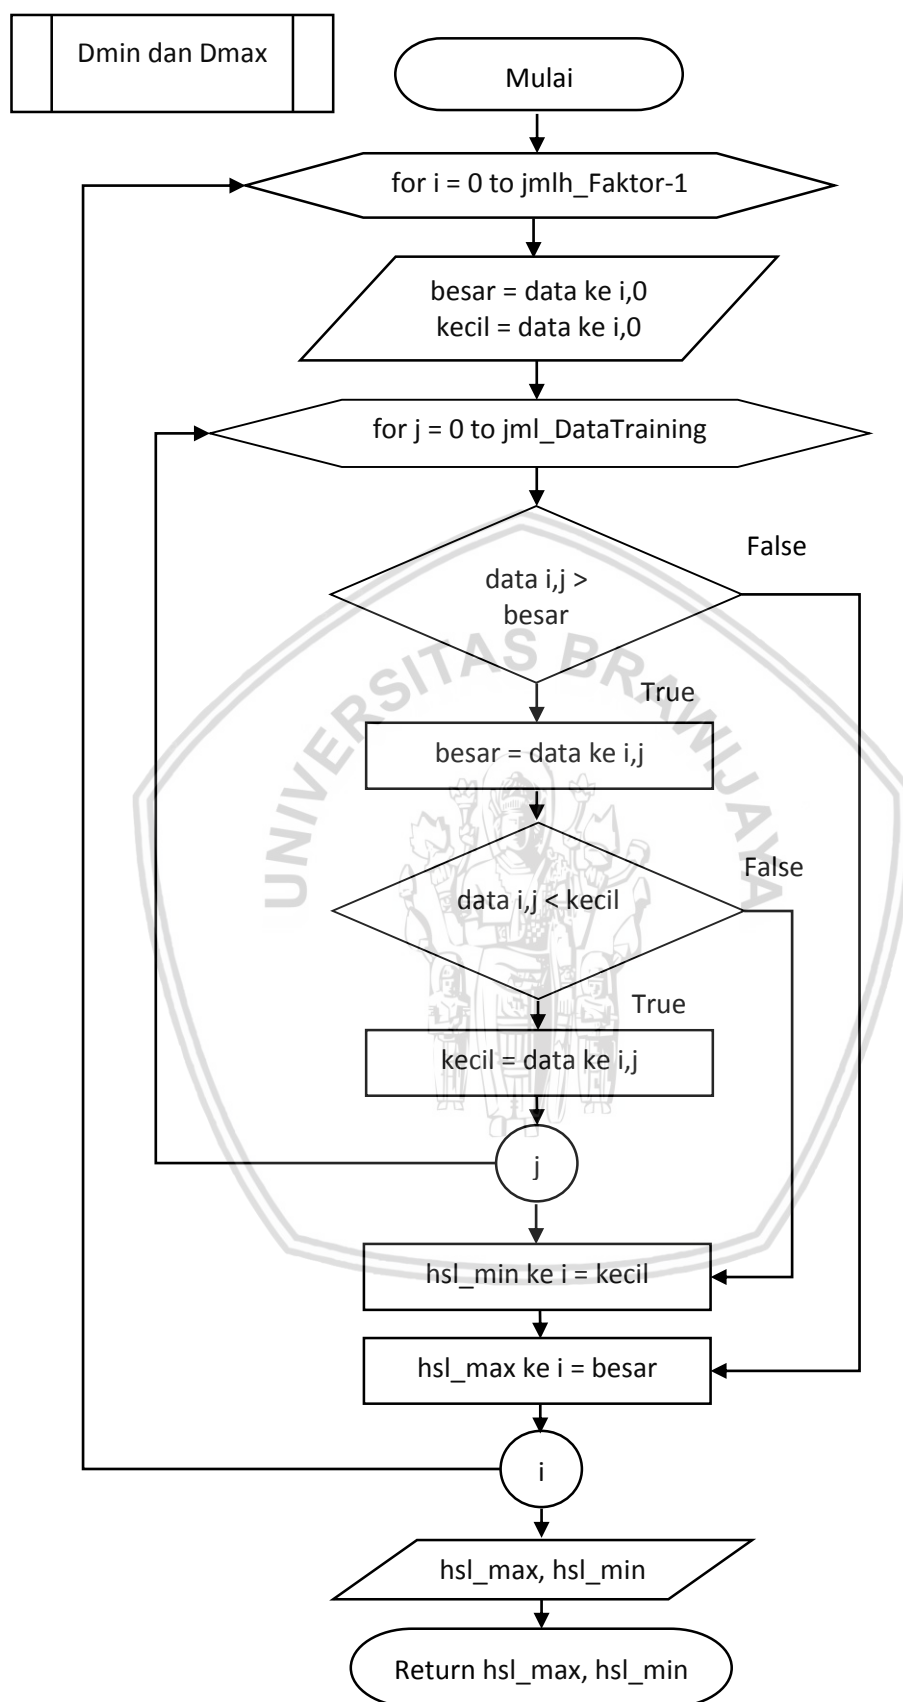 Dmin dan Dmax
Mulai
for i = 0 to jmlh_Faktor-1
besar = data ke i,0
kecil = data ke i,0
for j = 0 to jml_DataTraining
False
data i,j >
besar
True
besar = data ke i,j
False
data i,j < kecil
True
kecil = data ke i,j
j
hsl_min ke i = kecil
hsl_max ke i = besar
i
hsl_max, hsl_min
Return hsl_max, hsl_min
UNIVERSITAS BRAWIJAYA